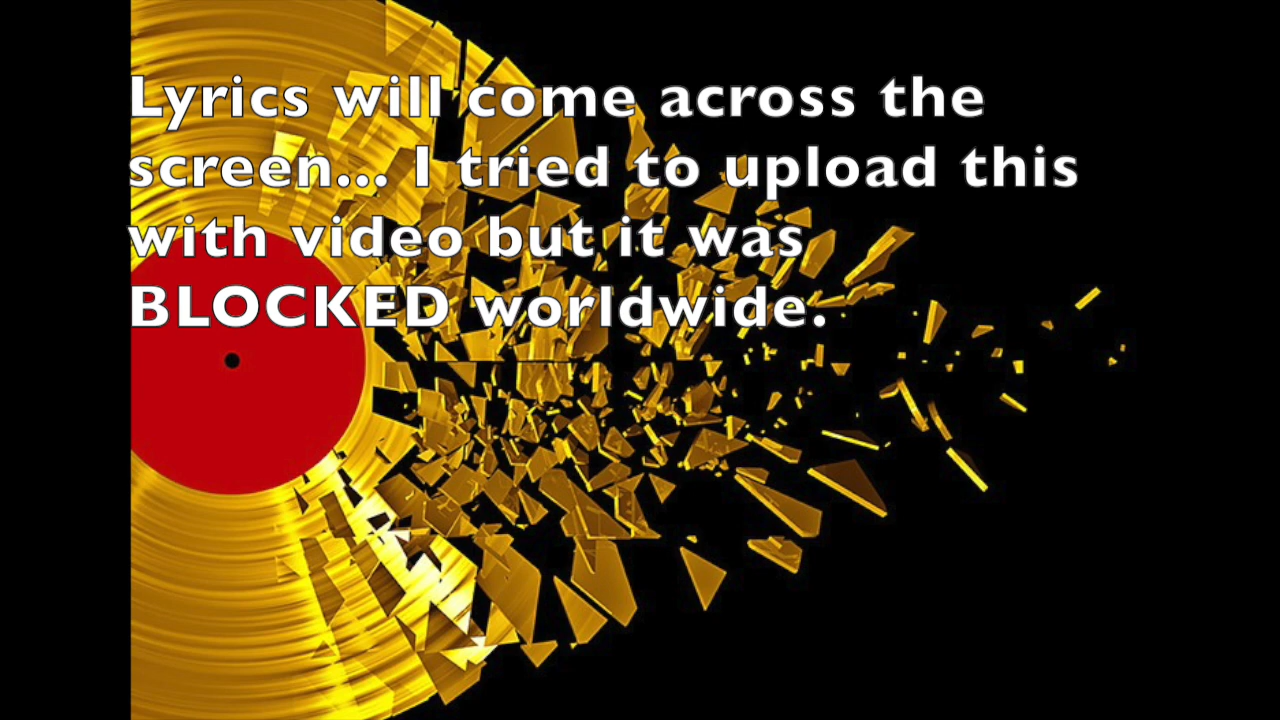 Lyrics will come across the
screen... I tried to upload this
with video but it was
BLOCKED worldwide.